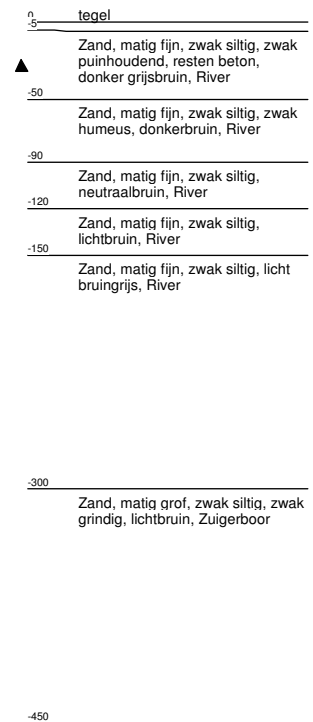 0 tegel
-5
Zand, matig fijn, zwak siltig, zwak
puinhoudend, resten beton,
donker grijsbruin, River
-50
Zand, matig fijn, zwak siltig, zwak
humeus, donkerbruin, River
-90
Zand, matig fijn, zwak siltig,
neutraalbruin, River
-120
Zand, matig fijn, zwak siltig,
lichtbruin, River
-150
Zand, matig fijn, zwak siltig, licht
bruingrijs, River
-300
Zand, matig grof, zwak siltig, zwak
grindig, lichtbruin, Zuigerboor
-450